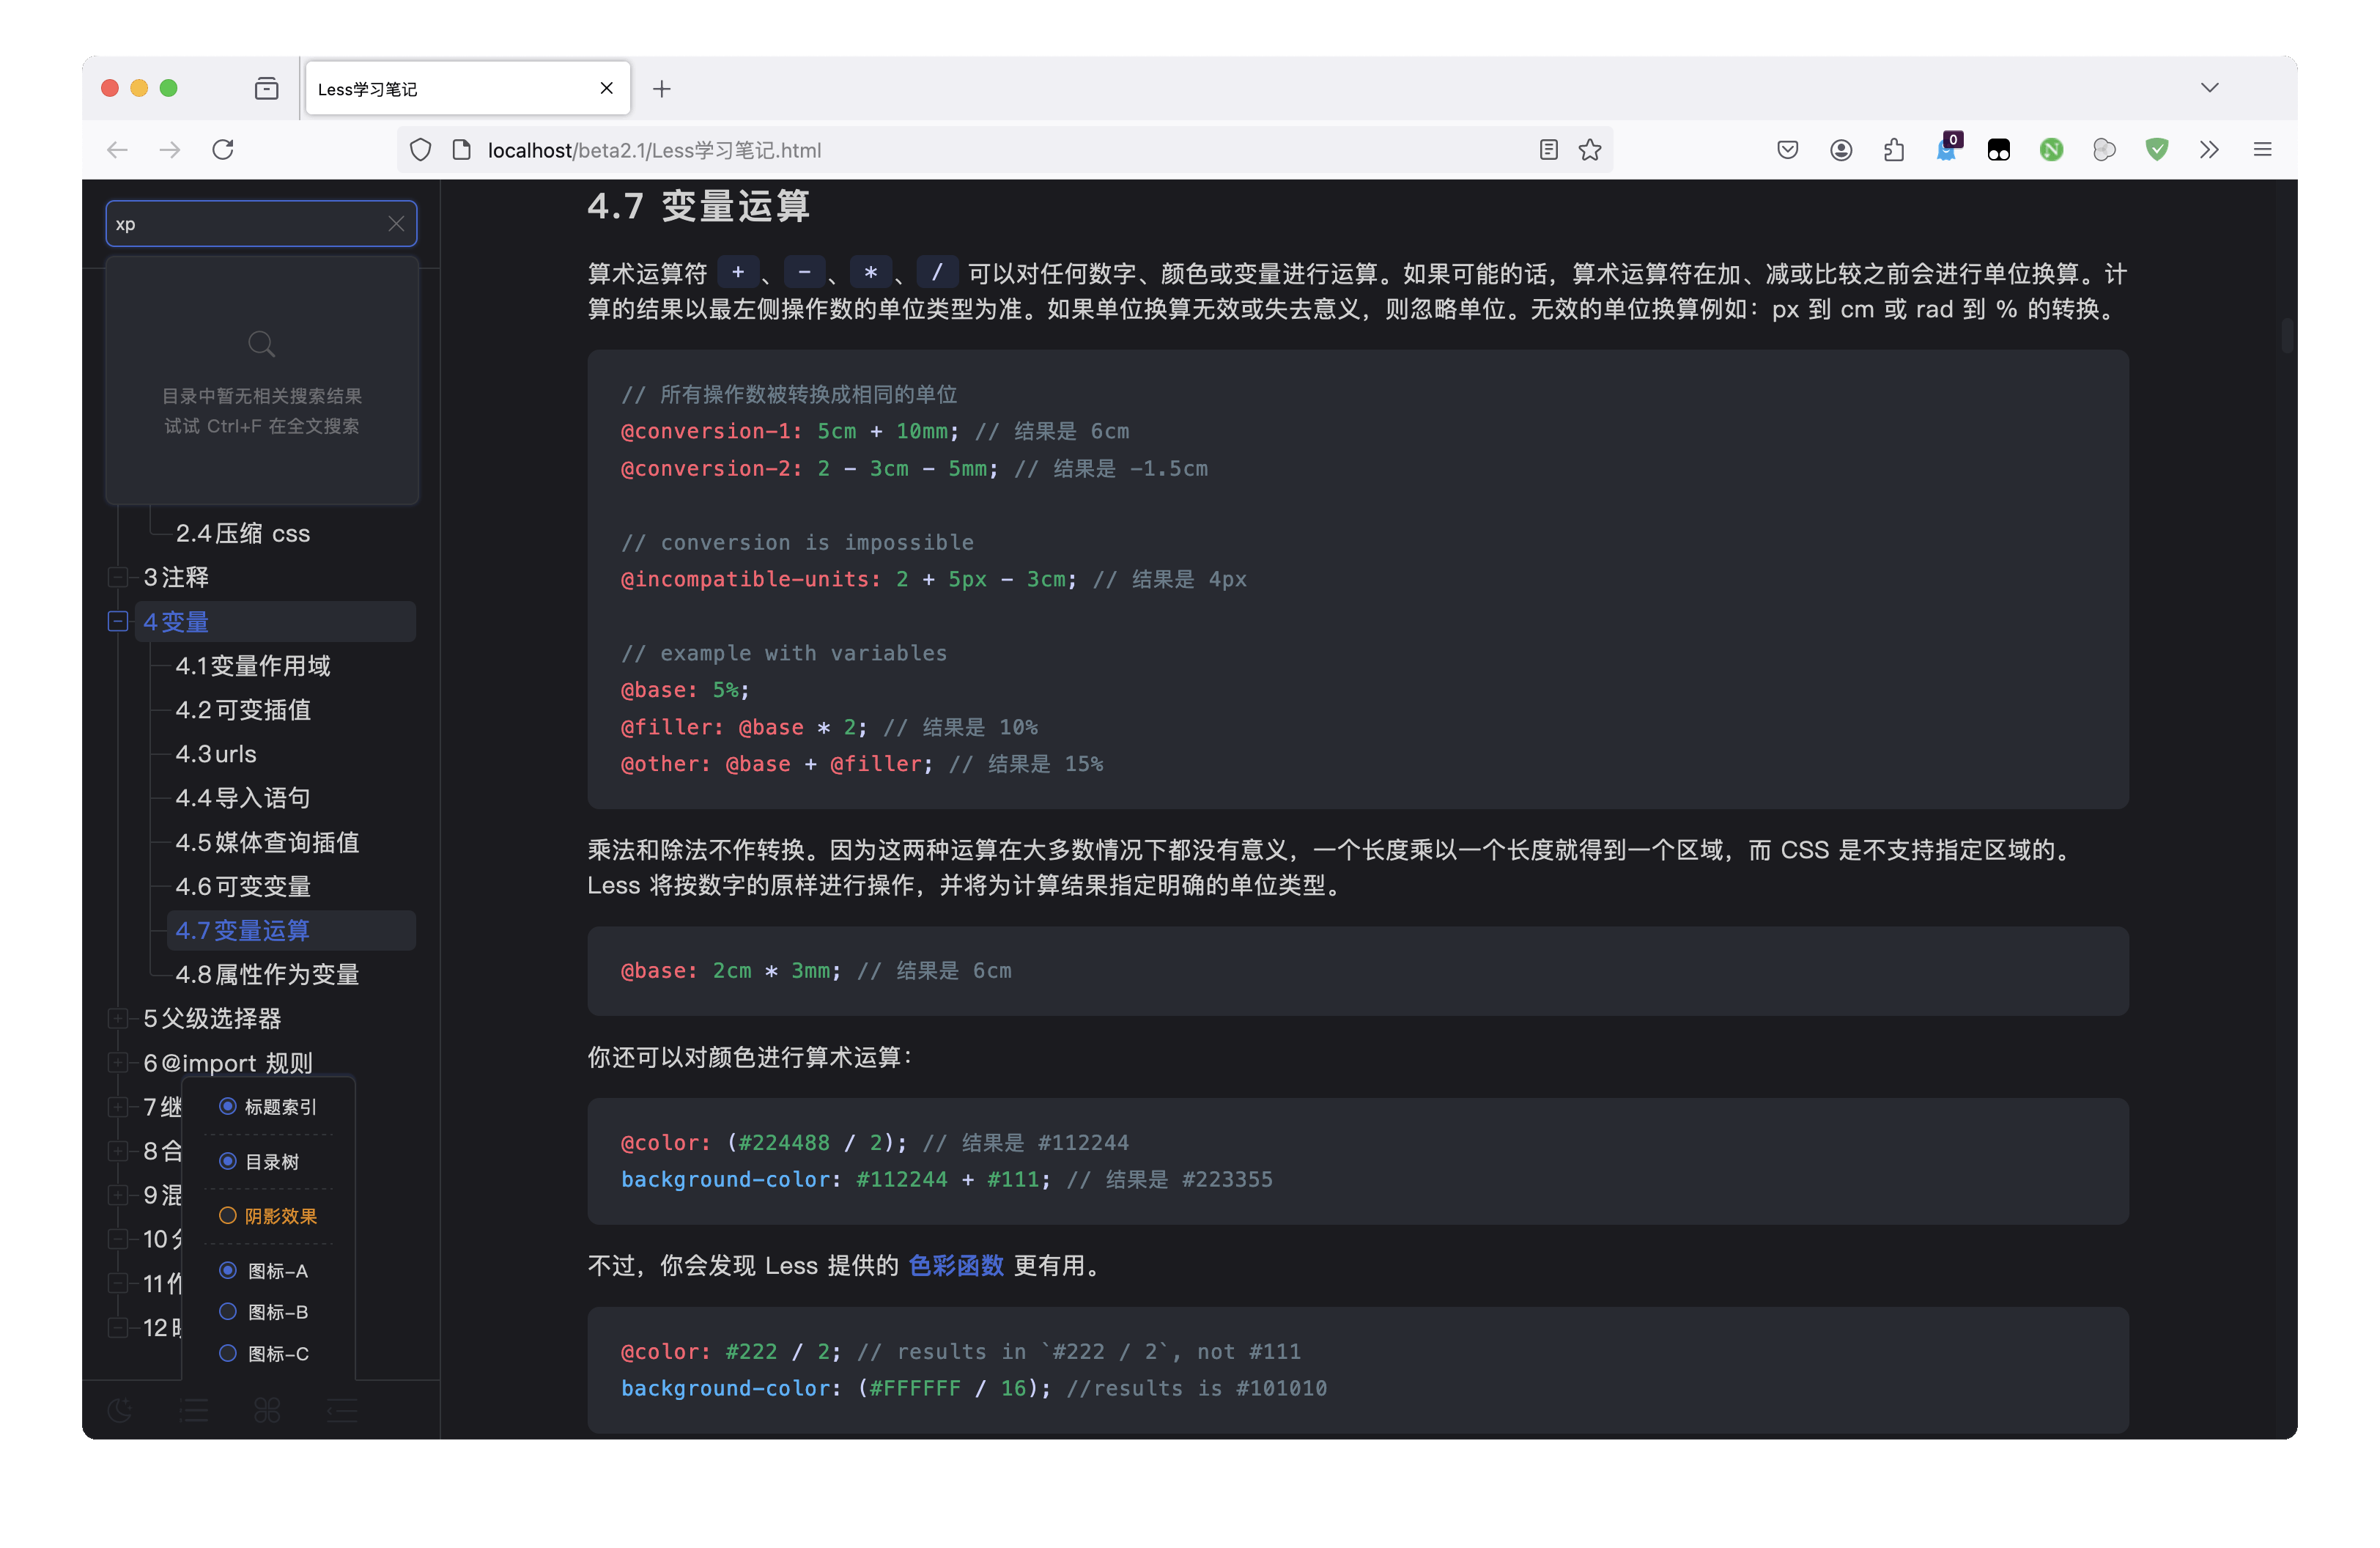 Less学习笔记
localhost/beta2.1/Less学习笔记.html
0
xp
目录中暂无相关搜索结果
试试 Ctrl+F 在全文搜索
2.4压缩 css
3注释
4变量
4.1变量作用域
4.2可变插值
4.3urls
4.4导入语句
4.5媒体查询插值
4.6可变变量
4.7变量运算
4.8属性作为变量
5父级选择器
6@import 规则
7继
8合
9混
10
11作
12
标题索引
目录树
阴影效果
图标-A
图标-B
图标-C
4.7 变量运算
算术运算符 + 、 - 、 * 、 / 可以对任何数字、颜色或变量进行运算。如果可能的话，算术运算符在加、减或比较之前会进行单位换算。计
算的结果以最左侧操作数的单位类型为准。如果单位换算无效或失去意义，则忽略单位。无效的单位换算例如：px 到 cm 或 rad 到 % 的转换。
// 所有操作数被转换成相同的单位
@conversion-1: 5cm + 10mm; // 结果是 6cm
@conversion-2: 2 - 3cm - 5mm; // 结果是 -1.5cm
// conversion is impossible
@incompatible-units: 2 + 5px - 3cm; // 结果是 4px
// example with variables
@base: 5%;
@filler: @base * 2; // 结果是 10%
@other: @base + @filler; // 结果是 15%
乘法和除法不作转换。因为这两种运算在大多数情况下都没有意义，一个长度乘以一个长度就得到一个区域，而 CSS 是不支持指定区域的。
Less 将按数字的原样进行操作，并将为计算结果指定明确的单位类型。
@base: 2cm * 3mm; // 结果是 6cm
你还可以对颜色进行算术运算：
@color: (#224488 / 2); // 结果是 #112244
background-color: #112244 + #111; // 结果是 #223355
不过，你会发现 Less 提供的 色彩函数 更有用。
@color: #222 / 2; // results in `#222 / 2`, not #111
background-color: (#FFFFFF / 16); //results is #101010